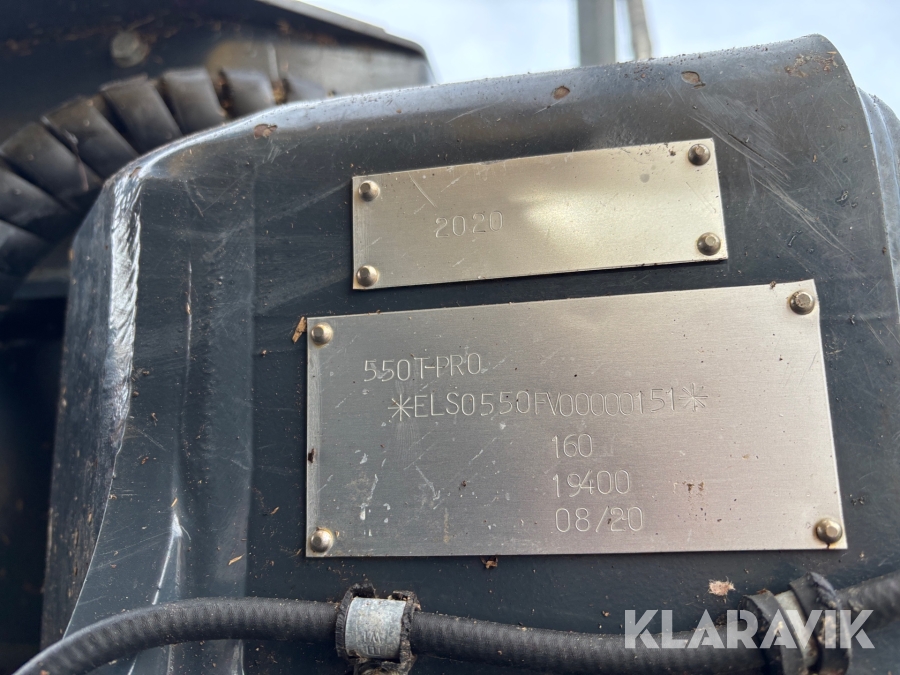 2020
550T-PRO
*ELS0550FV00000151*
160
19400
08/20
KLARAVIK